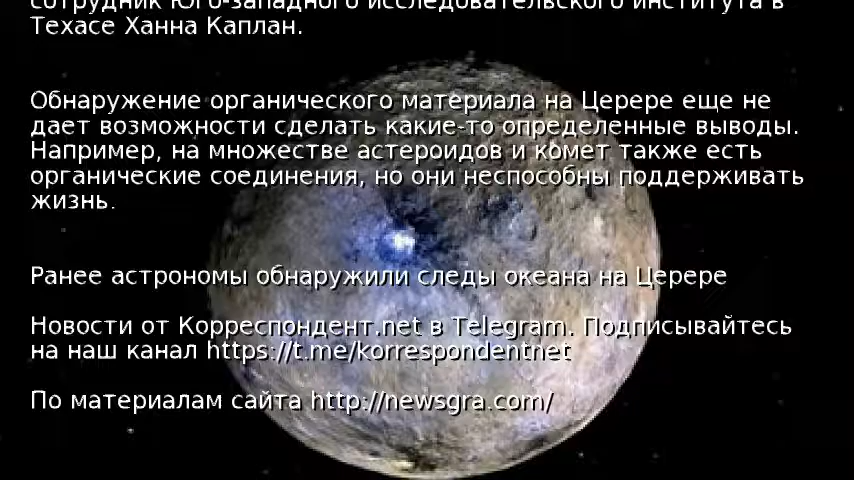 сотрудник Юго-западного исследовательского института в
Техасе Ханна Каплан.
Обнаружение органического материала на Церере еще не
дает возможности сделать какие-то определенные выводы.
Например, на множестве астероидов и комет также есть
органические соединения, но они неспособны поддерживать
жизнь.
Ранее астрономы обнаружили следы океана на Церере
Новости от Корреспондент.net в Telegram. Подписывайтесь
на наш канал https://t.me/korrespondentnet
По материалам сайта http://newsgra.com/